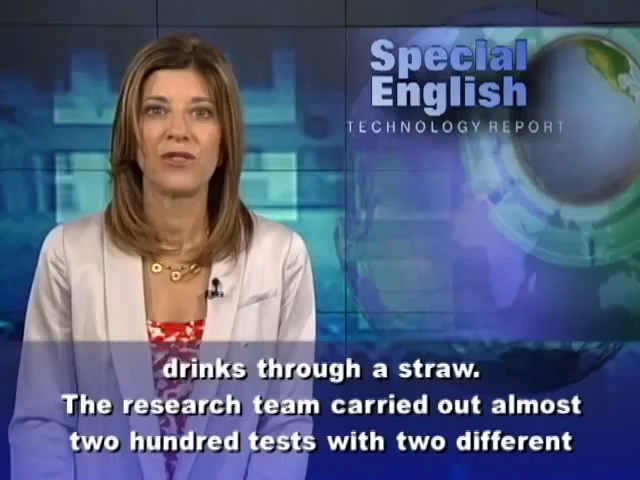 Special
English
TECHNOLOGY REPORT
drinks through a straw.
The research team carried out almost
two hundred tests with two different